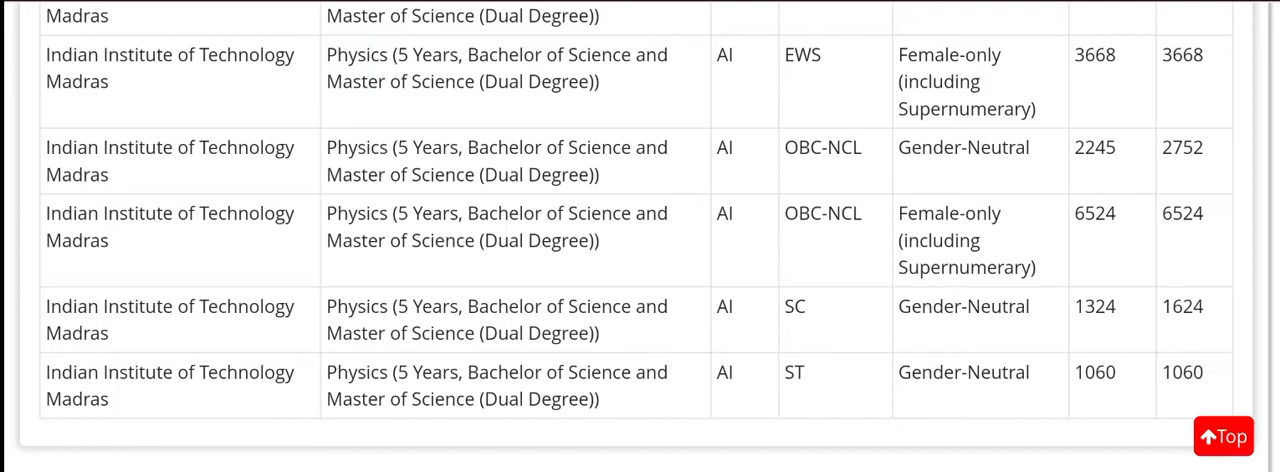 Madras Master of Science (Dual Degree))
Indian Institute of Technology Physics (5 Years, Bachelor of Science and AI EWS Female-only 3668 3668
Madras Master of Science (Dual Degree)) (including
Supernumerary)
Indian Institute of Technology Physics (5 Years, Bachelor of Science and AI OBC-NCL Gender-Neutral 2245 2752
Madras Master of Science (Dual Degree))
Indian Institute of Technology Physics (5 Years, Bachelor of Science and AI OBC-NCL Female-only 6524 6524
Madras Master of Science (Dual Degree)) (including
Supernumerary)
Indian Institute of Technology Physics (5 Years, Bachelor of Science and AI SC Gender-Neutral 1324 1624
Madras Master of Science (Dual Degree))
Indian Institute of Technology Physics (5 Years, Bachelor of Science and AI ST Gender-Neutral 1060 1060
Madras Master of Science (Dual Degree))
Top